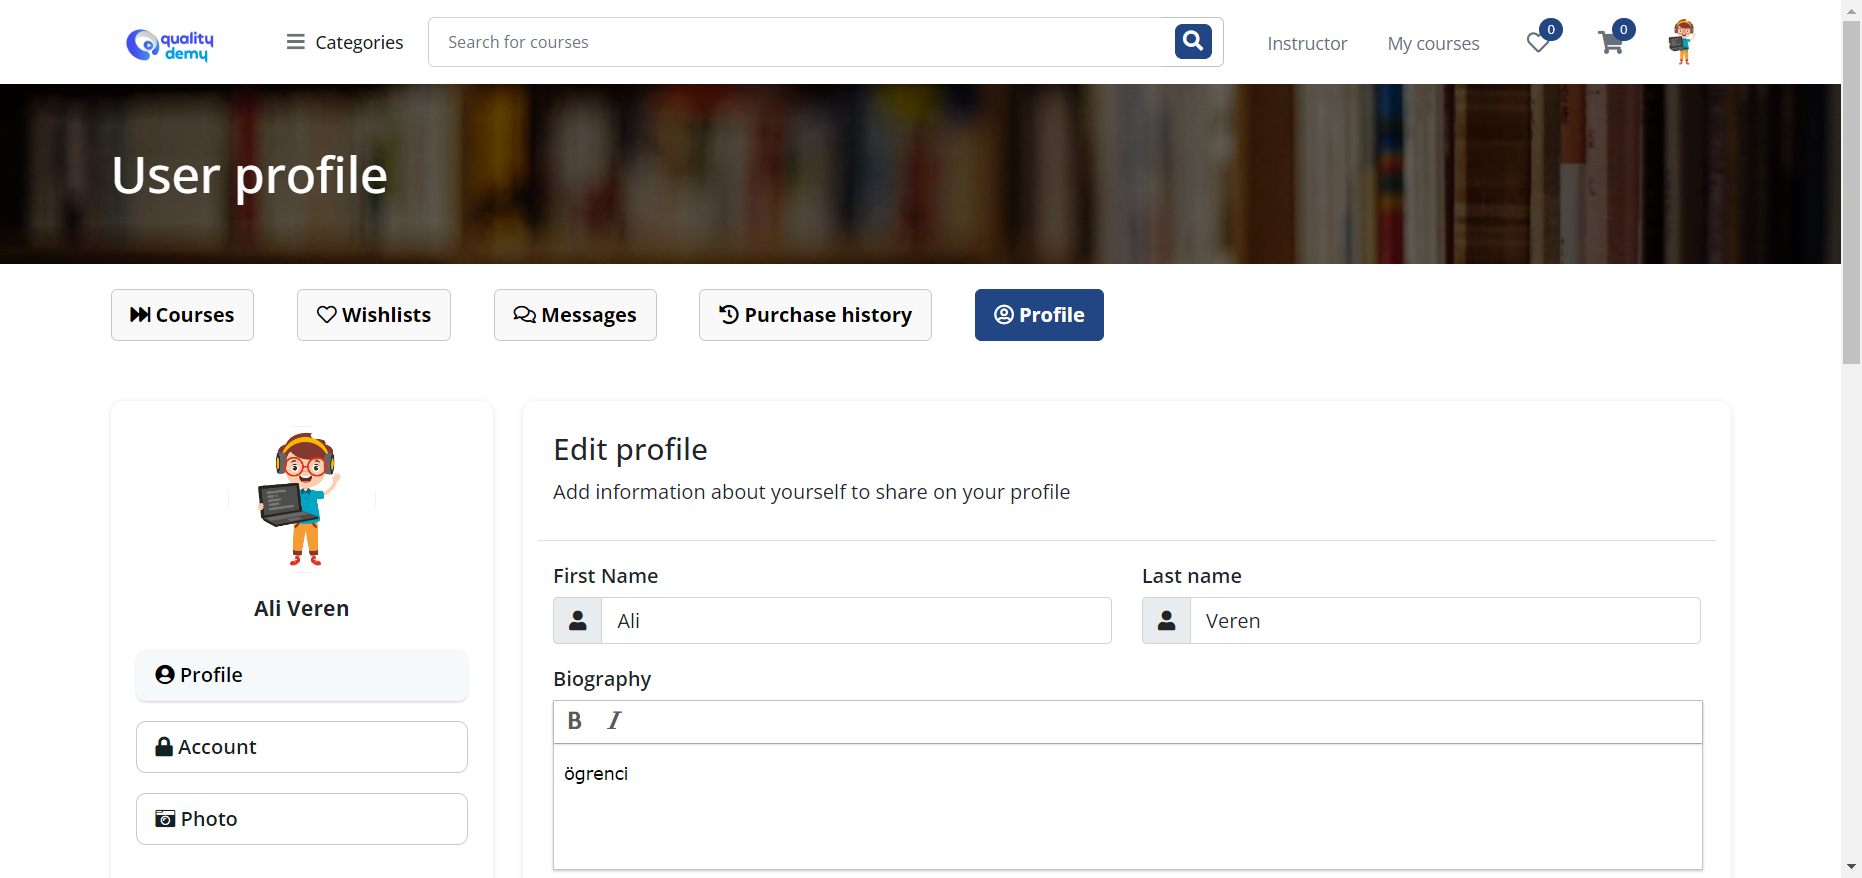 quality
demy
Categories
Search for courses
Instructor
My courses
0
0
User profile
Courses
Wishlists
Messages
Purchase history
Profile
Ali Veren
Profile
Account
Photo
Edit profile
Add information about yourself to share on your profile
First Name
Last name
Ali
Veren
Biography
B I
ögrenci